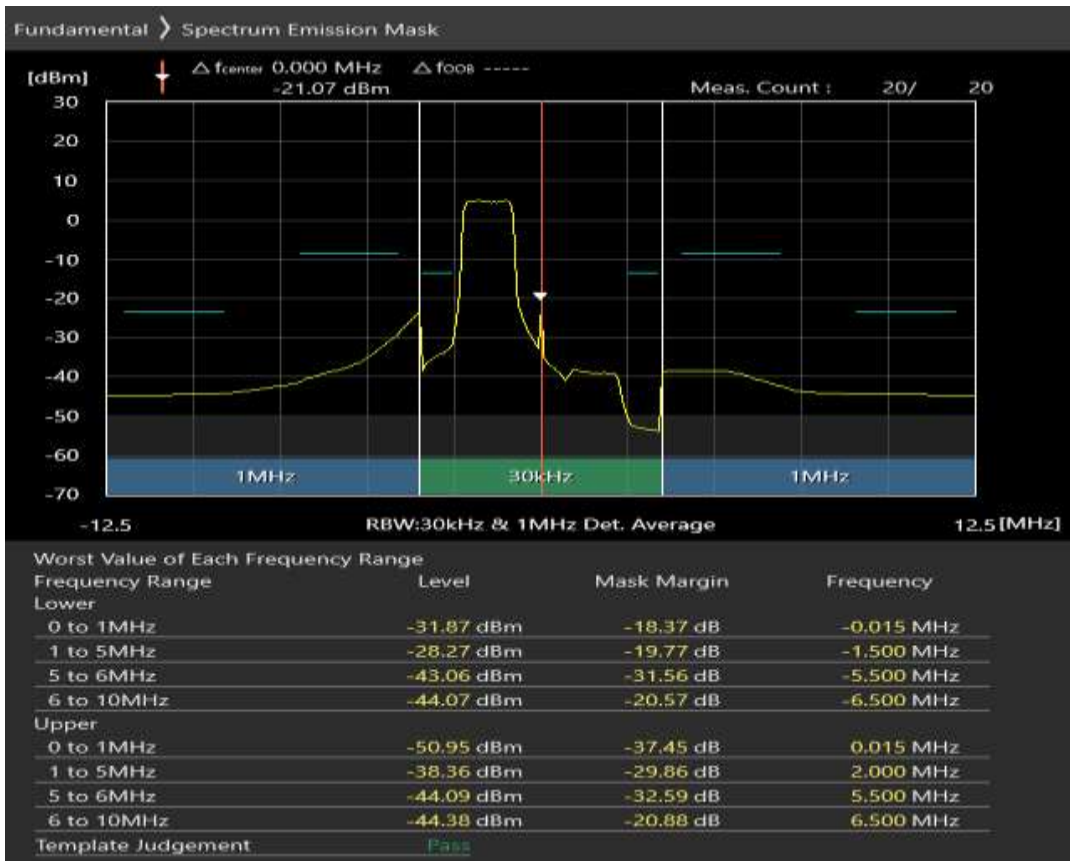 Fundamental 〉 Spectrum Emission Mask
[dBm] △ fcenter 0.000 MHz △ fOOB -----
-21.07 dBm Meas. Count : 20/ 20
30
20
10
0
-10
-20
-30
-40
-50
-60
-70
1MHz 30kHz 1MHz
-12.5 RBW:30kHz & 1MHz Det. Average 12.5 [MHz]
Worst Value of Each Frequency Range
Frequency Range Level Mask Margin Frequency
Lower
0 to 1MHz -31.87 dBm -18.37 dB -0.015 MHz
1 to 5MHz -28.27 dBm -19.77 dB -1.500 MHz
5 to 6MHz -43.06 dBm -31.56 dB -5.500 MHz
6 to 10MHz -44.07 dBm -20.57 dB -6.500 MHz
Upper
0 to 1MHz -50.95 dBm -37.45 dB 0.015 MHz
1 to 5MHz -38.36 dBm -29.86 dB 2.000 MHz
5 to 6MHz -44.09 dBm -32.59 dB 5.500 MHz
6 to 10MHz -44.38 dBm -20.88 dB 6.500 MHz
Template Judgement Pass